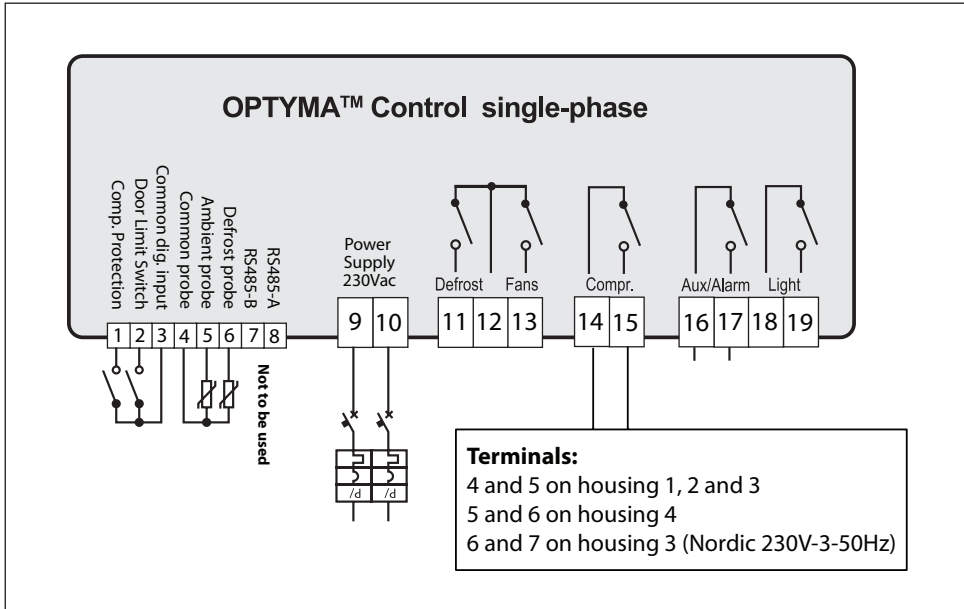 OPTYMA™ Control single-phase
Comp. Protection
Door Limit Switch
Common dig. input
Common probe
Ambient probe
Defrost probe
RS485-B
RS485-A
Power
Supply
230Vac
Defrost Fans
Compr.
Aux/Alarm Light
1 2 3 4 5 6 7 8
9 10
11 12 13
14 15
16 17 18 19
Not to be used
P/ P/
Terminals:
4 and 5 on housing 1, 2 and 3
5 and 6 on housing 4
6 and 7 on housing 3 (Nordic 230V-3-50Hz)